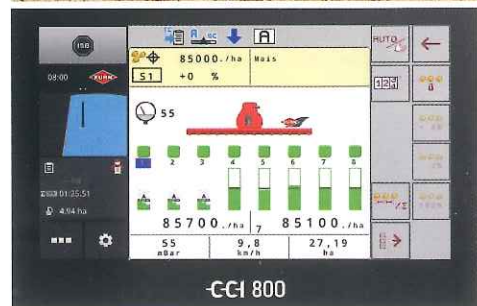 ISB
TC A BC A
AUTO
85000./ha Mais
S1 +0 %
08:00 KUHN
55
1 2 3 4 5 6 7 8
01:25.51
4.94 ha
85700./ha 7 85100./ha
55 9,8 27,19
mBar km/h ha
CCI 800